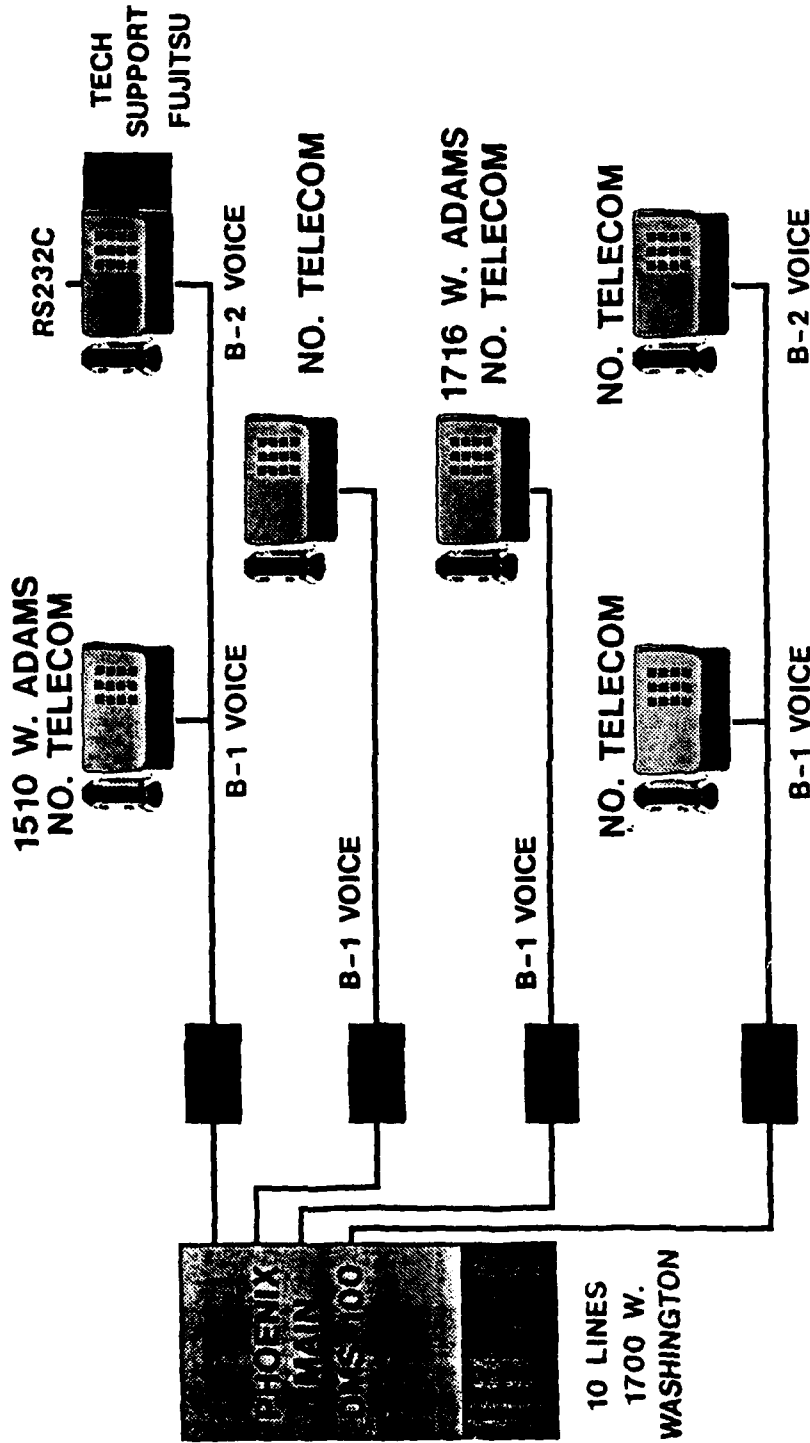 1510 W. ADAMS
NO. TELECOM
RS232C
TECH
SUPPORT
FUJITSU
B-1 VOICE
B-2 VOICE
NO. TELECOM
B-1 VOICE
1716 W. ADAMS
NO. TELECOM
B-1 VOICE
NO. TELECOM
NO. TELECOM
B-1 VOICE
B-2 VOICE
PHOENIX
MAIN
DMS-100
10 LINES
1700 W.
WASHINGTON